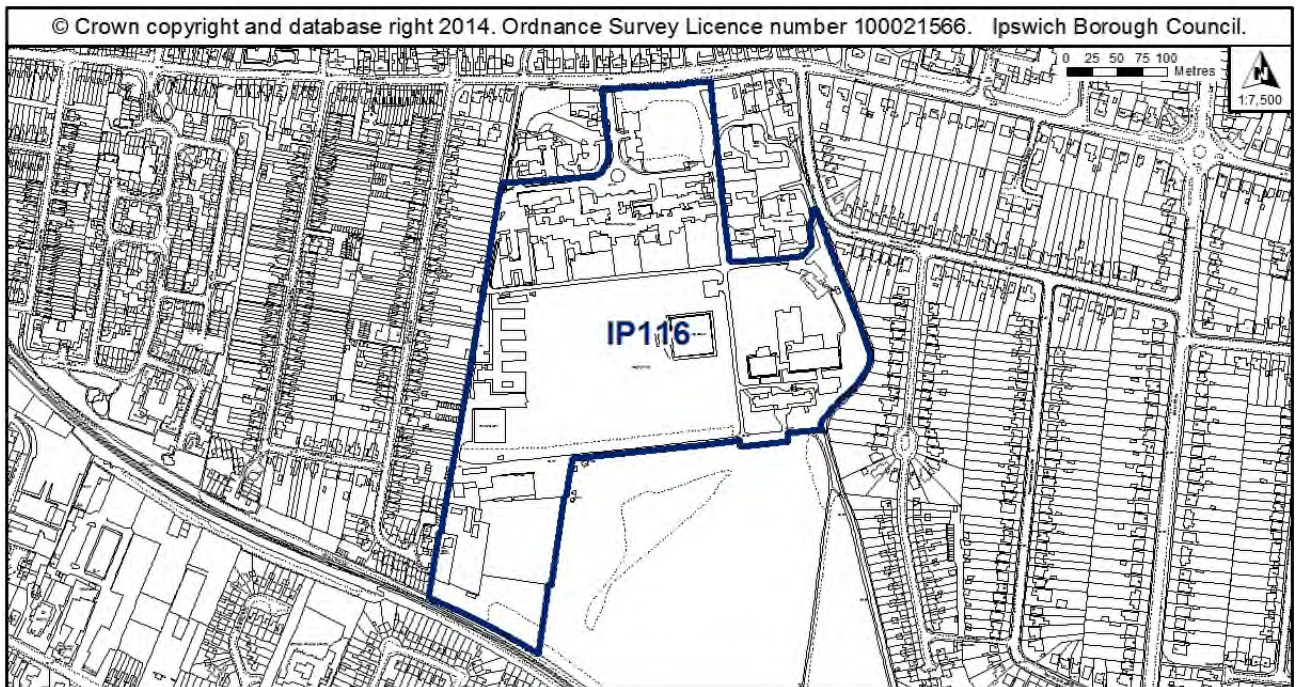 © Crown copyright and database right 2014. Ordnance Survey Licence number 100021566. Ipswich Borough Council.
0 25 50 75 100
Metres
N
1:7,500
IP116